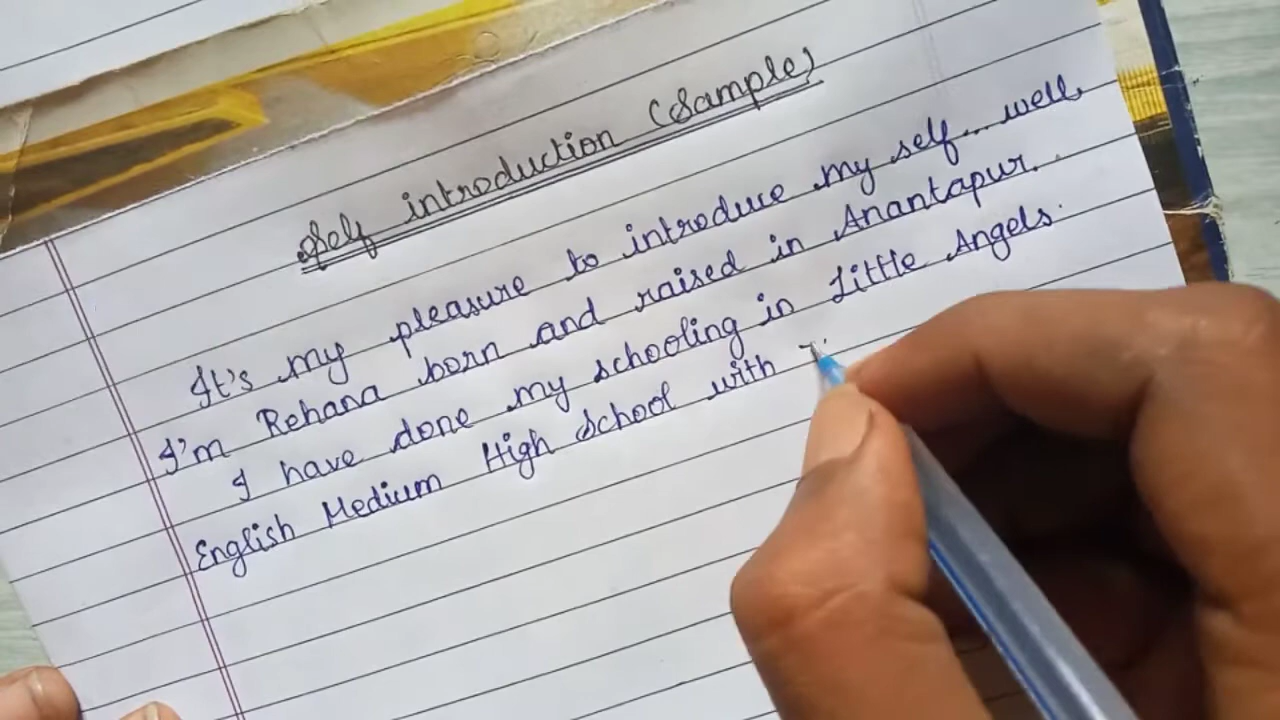 Self introduction (Sample)
It's my pleasure to introduce my self... well,
I'm Rehana born and raised in Anantapur.
I have done my schooling in Little Angels.
English Medium High School with